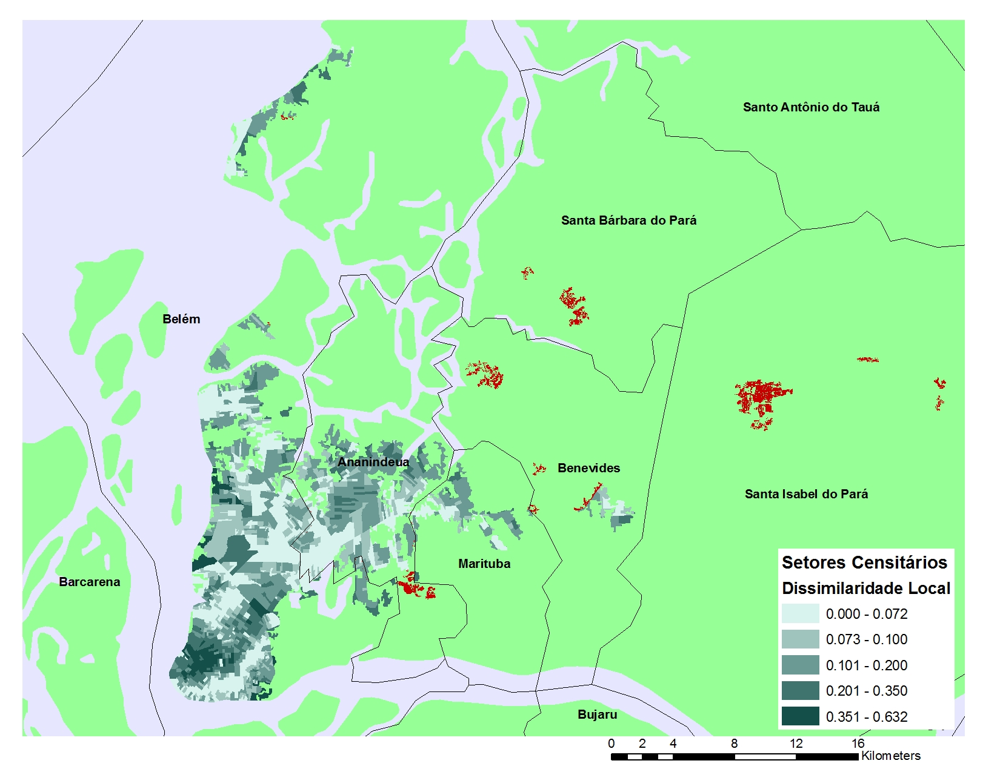 Santo Antônio do Tauá
Santa Bárbara do Pará
Belém
Ananindeua
Benevides
Santa Isabel do Pará
Marituba
Barcarena
Bujaru
Setores Censitários
Dissimilaridade Local
0.000 - 0.072
0.073 - 0.100
0.101 - 0.200
0.201 - 0.350
0.351 - 0.632
0 2 4 8 12 16
Kilometers